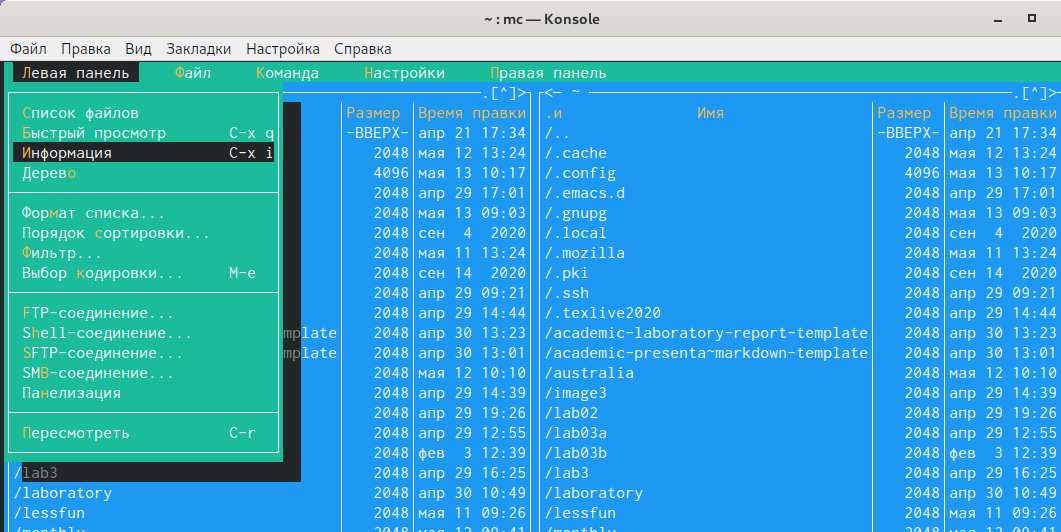 ~ : mc — Konsole
Файл Правка Вид Закладки Настройка Справка
Левая панель Файл Команда Настройки Правая панель
.[^]> <— ~ .[^]>
Размер Время правки .и Имя Размер Время правки
Список файлов -ВВЕРХ- апр 21 17:34 /.. -ВВЕРХ- апр 21 17:34
Быстрый просмотр C-x q 2048 мая 12 13:24 /.cache 2048 мая 12 13:24
Информация C-x i 4096 мая 13 10:17 /.config 4096 мая 13 10:17
Дерево 2048 апр 29 17:01 /.emacs.d 2048 апр 29 17:01
2048 мая 13 09:03 /.gnupg 2048 мая 13 09:03
Формат списка... 2048 сен 4 2020 /.local 2048 сен 4 2020
Порядок сортировки... 2048 мая 11 13:24 /.mozilla 2048 мая 11 13:24
Фильтр... 2048 сен 14 2020 /.pki 2048 сен 14 2020
Выбор кодировки... M-e 2048 апр 29 09:21 /.ssh 2048 апр 29 09:21
2048 апр 29 14:44 /.texlive2020 2048 апр 29 14:44
FTP-соединение... mplate 2048 апр 30 13:23 /academic-laboratory-report-template 2048 апр 30 13:23
Shell-соединение... mplate 2048 апр 30 13:01 /academic-presenta~markdown-template 2048 апр 30 13:01
SFTP-соединение... 2048 мая 12 10:10 /australia 2048 мая 12 10:10
SMB-соединение... 2048 апр 29 14:39 /image3 2048 апр 29 14:39
Панелизация 2048 апр 29 19:26 /lab02 2048 апр 29 19:26
2048 апр 29 12:55 /lab03a 2048 апр 29 12:55
Пересмотреть C-r 2048 фев 3 12:39 /lab03b 2048 фев 3 12:39
/lab3 2048 апр 29 16:25 /lab3 2048 апр 29 16:25
/laboratory 2048 апр 30 10:49 /laboratory 2048 апр 30 10:49
/lessfun 2048 мая 11 09:26 /lessfun 2048 мая 11 09:26
/monthly 2048 мая 12 09:41 /monthly 2048 мая 12 09:41